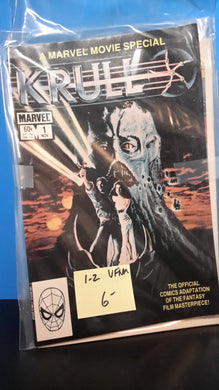 A MARVEL MOVIE SPECIAL
KRULL
MARVEL
60¢
1
NOV
1-2 VF/NM
6-
THE OFFICIAL
COMICS ADAPTATION
OF THE FANTASY
FILM MASTERPIECE!